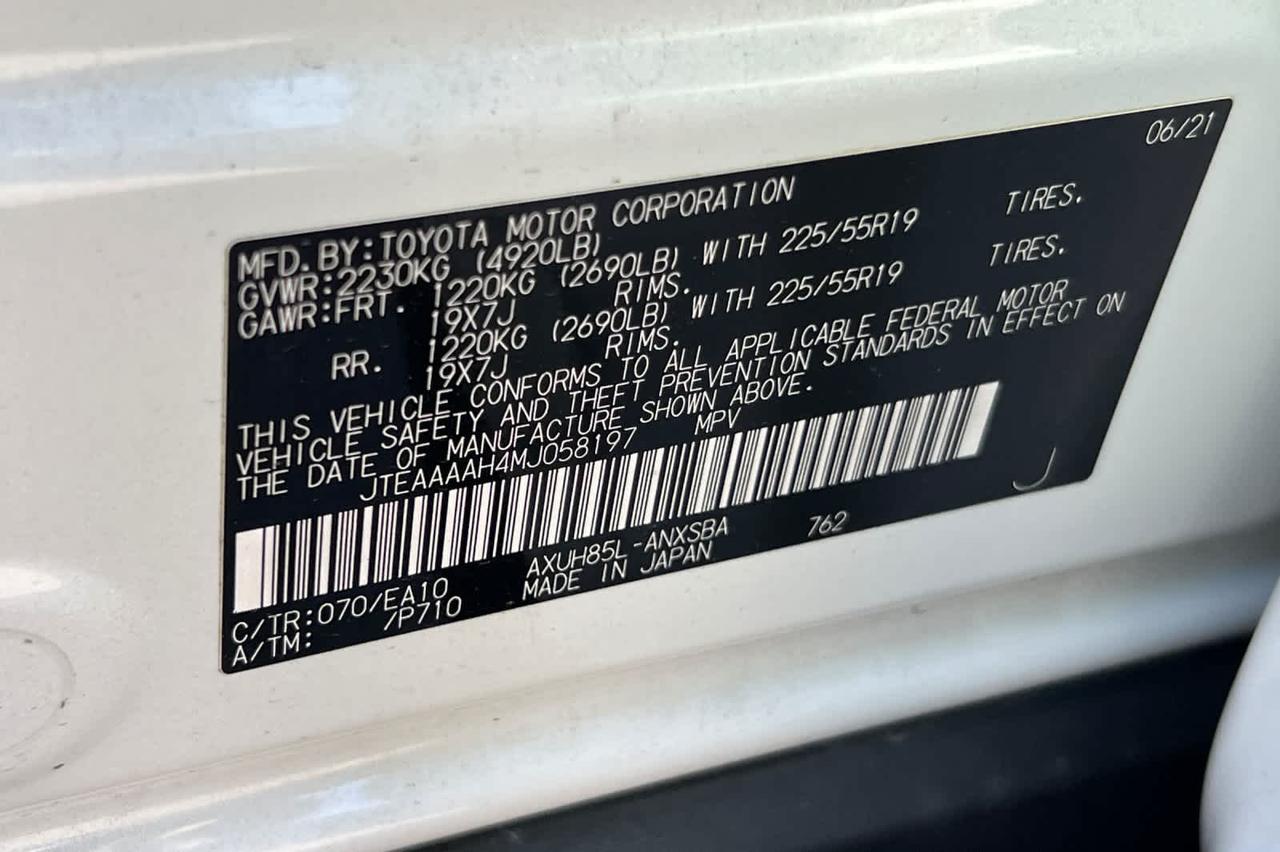 06/21
MFD.BY:TOYOTA MOTOR CORPORATION
GVWR:2230KG (4920LB)
GAWR:FRT. 1220KG (2690LB) WITH 225/55R19 TIRES.
19X7J RIMS.
RR. 1220KG (2690LB) WITH 225/55R19 TIRES.
19X7J RIMS.
THIS VEHICLE CONFORMS TO ALL APPLICABLE FEDERAL MOTOR
VEHICLE SAFETY AND THEFT PREVENTION STANDARDS IN EFFECT ON
THE DATE OF MANUFACTURE SHOWN ABOVE.
JTEAAAAH4MJ058197 MPV
J
C/TR:070/EA10 AXUH85L-ANXSBA 762
A/TM: /P710 MADE IN JAPAN